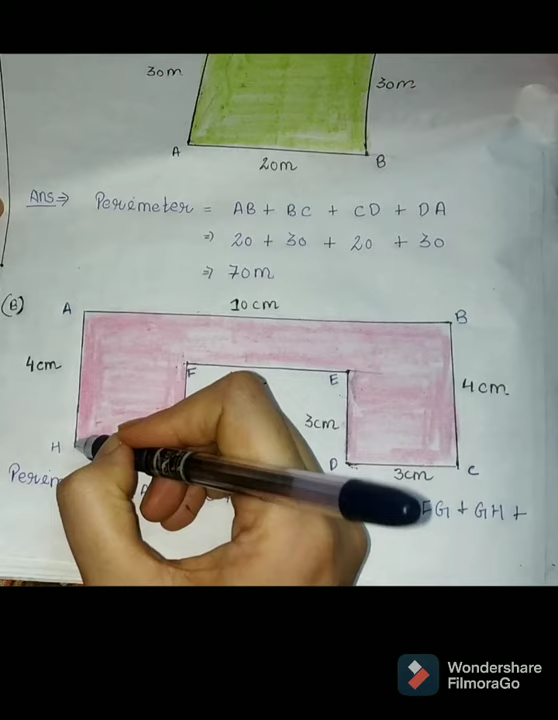 30m
30m
A
B
20m
Ans ⇒ Perimeter = AB + BC + CD + DA
⇒ 20 + 30 + 20 + 30
⇒ 70m
(B)
10cm
A
B
4cm
F
E
4cm
3cm
H
D
3cm
C
FG + GH +
Wondershare
FilmoraGo